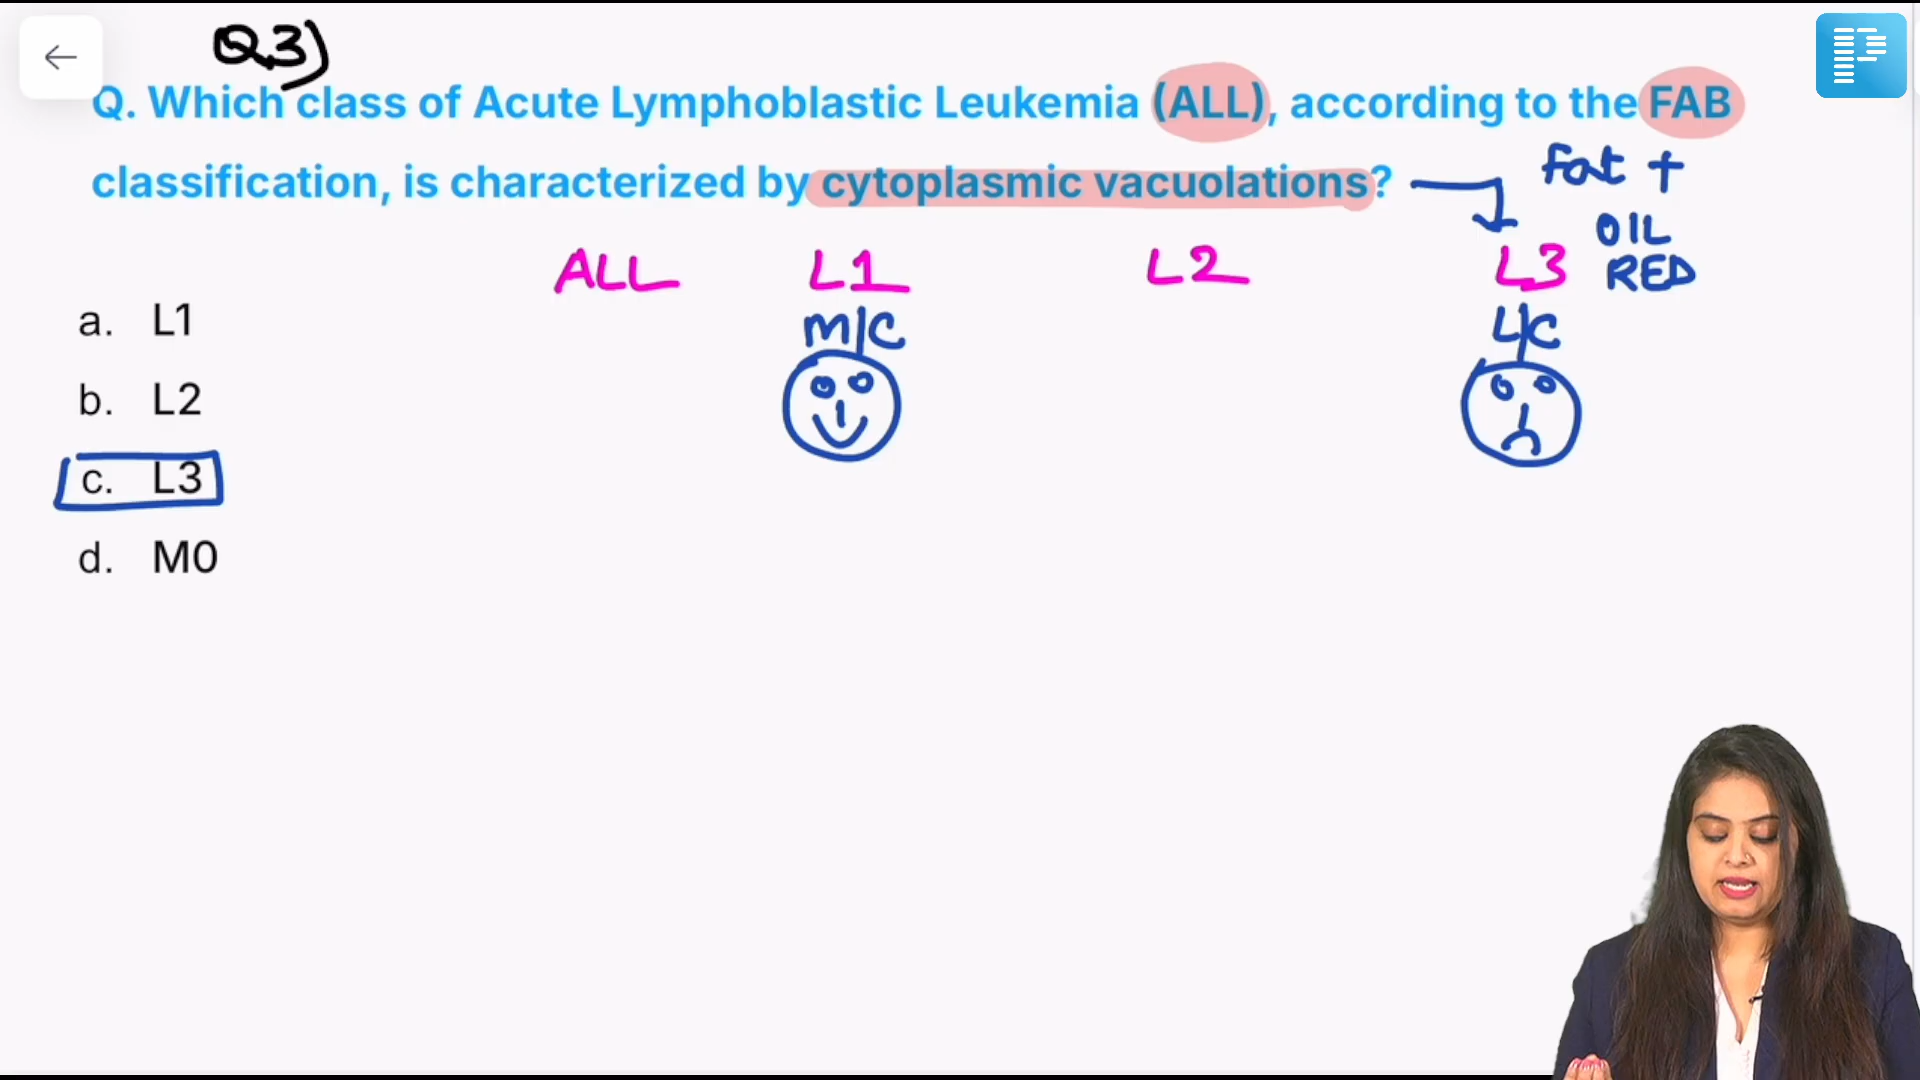 Q3)
Q. Which class of Acute Lymphoblastic Leukemia (ALL), according to the FAB
classification, is characterized by cytoplasmic vacuolations?
Fat +
OIL
RED
ALL L1 L2 L3
M/C L/C
a. L1
b. L2
c. L3
d. M0